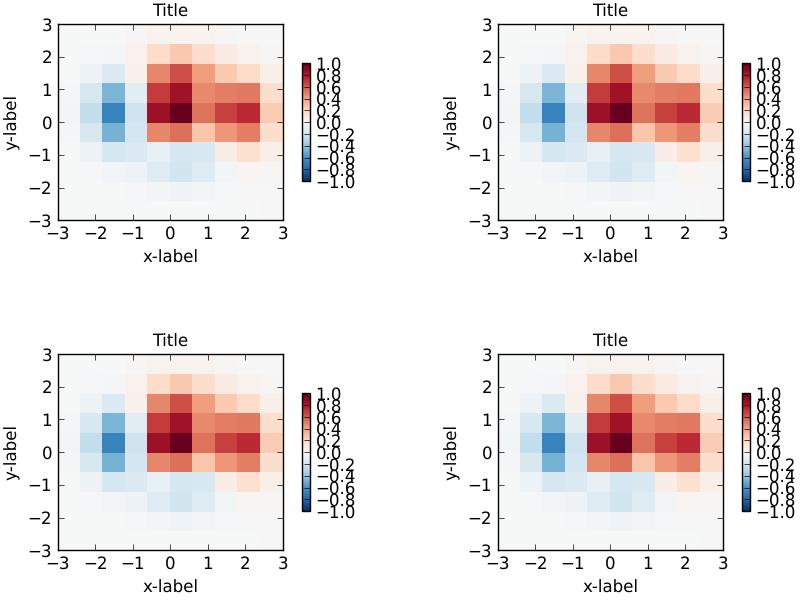 Title Title
3 3
1.0 1.0
2 0.8 2 0.8
0.6 0.6
1 0.4 1 0.4
0.2 0.2
y-label 0 0.0 y-label 0 0.0
−0.2 −0.2
−1 −0.4 −1 −0.4
−0.6 −0.6
−2 −0.8 −2 −0.8
−1.0 −1.0
−3 −3
−3 −2 −1 0 1 2 3 −3 −2 −1 0 1 2 3
x-label x-label
Title Title
3 3
1.0 1.0
2 0.8 2 0.8
0.6 0.6
1 0.4 1 0.4
0.2 0.2
y-label 0 0.0 y-label 0 0.0
−0.2 −0.2
−1 −0.4 −1 −0.4
−0.6 −0.6
−2 −0.8 −2 −0.8
−1.0 −1.0
−3 −3
−3 −2 −1 0 1 2 3 −3 −2 −1 0 1 2 3
x-label x-label